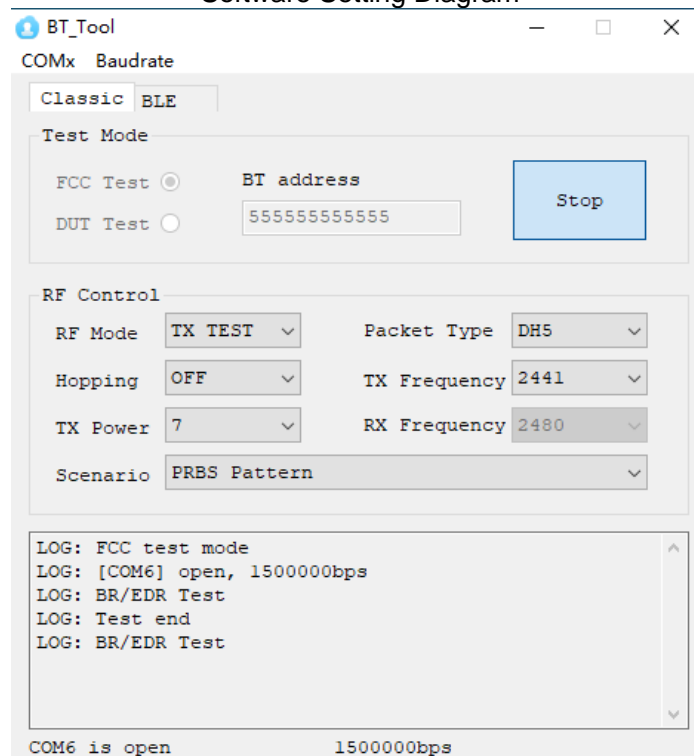 Software Setting Diagram
BT_Tool
COMx Baudrate
Classic BLE
Test Mode
FCC Test BT address
555555555555 Stop
DUT Test
RF Control
RF Mode TX TEST Packet Type DH5
Hopping OFF TX Frequency 2441
TX Power 7 RX Frequency 2480
Scenario PRBS Pattern
LOG: FCC test mode
LOG: [COM6] open, 1500000bps
LOG: BR/EDR Test
LOG: Test end
LOG: BR/EDR Test
COM6 is open 1500000bps